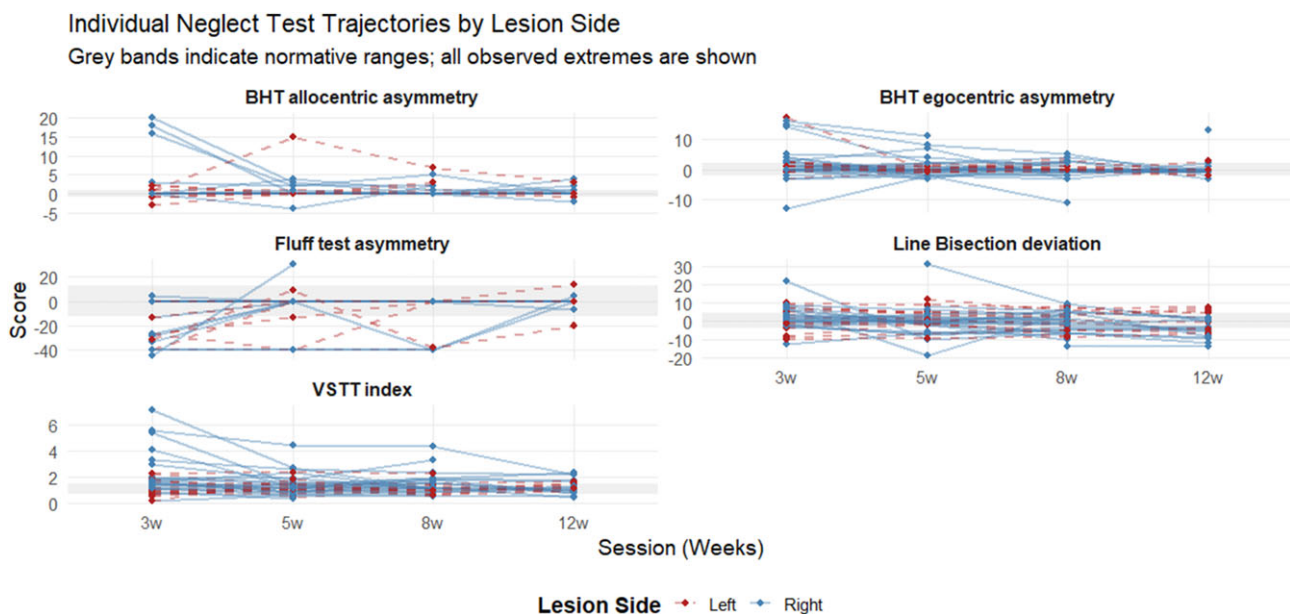 Individual Neglect Test Trajectories by Lesion Side
Grey bands indicate normative ranges; all observed extremes are shown
BHT allocentric asymmetry
20
15
10
5
0
-5
BHT egocentric asymmetry
10
0
-10
Fluff test asymmetry
20
0
-20
-40
Line Bisection deviation
30
20
10
0
-10
-20
3w 5w 8w 12w
VSTT index
6
4
2
0
3w 5w 8w 12w
Score
Session (Weeks)
Lesion Side Left Right